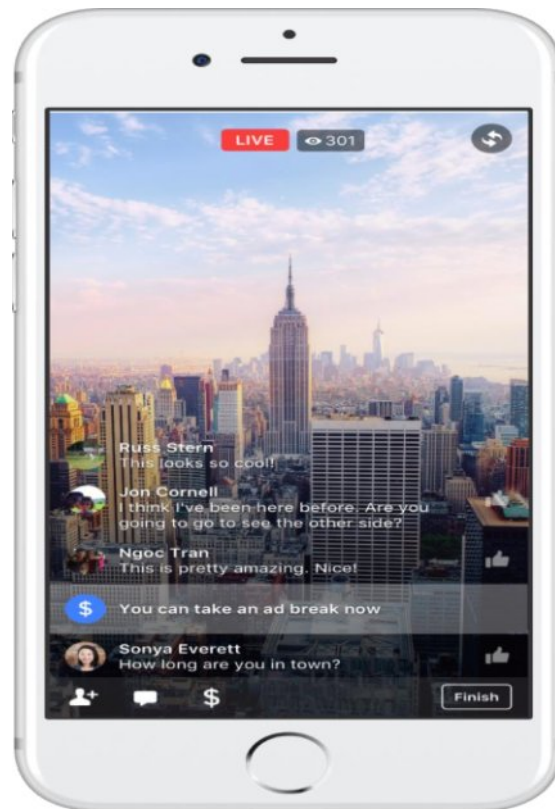 LIVE 301
Russ Stern
This looks so cool!
Jon Cornell
I think I've been here before. Are you
going to go to see the other side?
Ngoc Tran
This is pretty amazing. Nice!
$ You can take an ad break now
Sonya Everett
How long are you in town?
$ Finish